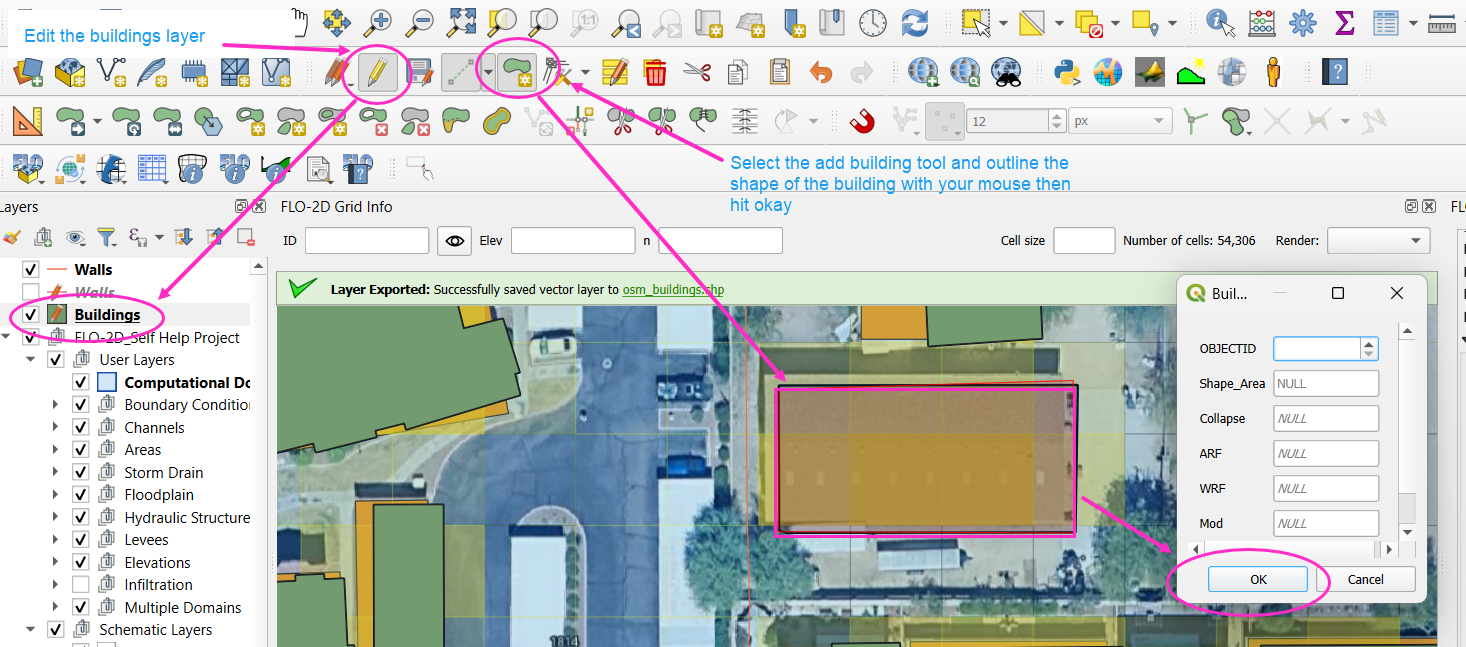 Edit the buildings layer
1:1
12
px
Select the add building tool and outline the
shape of the building with your mouse then
hit okay
Layers
FLO-2D Grid Info
ID
Elev
n
Cell size
Number of cells: 54,306
Render:
Walls
Walls
Buildings
FLO-2D_Self Help Project
User Layers
Computational Do
Boundary Conditio
Channels
Areas
Storm Drain
Floodplain
Hydraulic Structure
Levees
Elevations
Infiltration
Multiple Domains
Schematic Layers
Layer Exported: Successfully saved vector layer to osm_buildings.shp
Buil...
OBJECTID
Shape_Area NULL
Collapse NULL
ARF NULL
WRF NULL
Mod NULL
OK
Cancel
1814